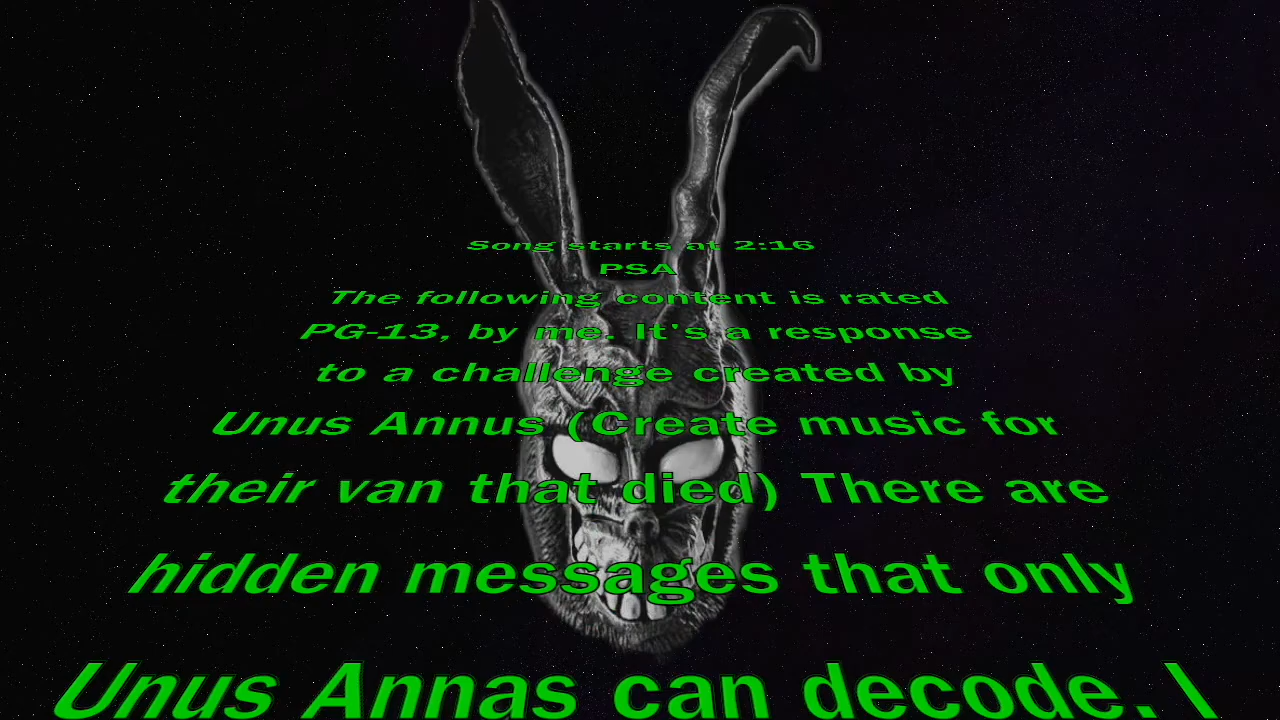 Song starts at 2:16
PSA
The following content is rated
PG-13, by me. It's a response
to a challenge created by
Unus Annus (Create music for
their van that died) There are
hidden messages that only
Unus Annas can decode. I